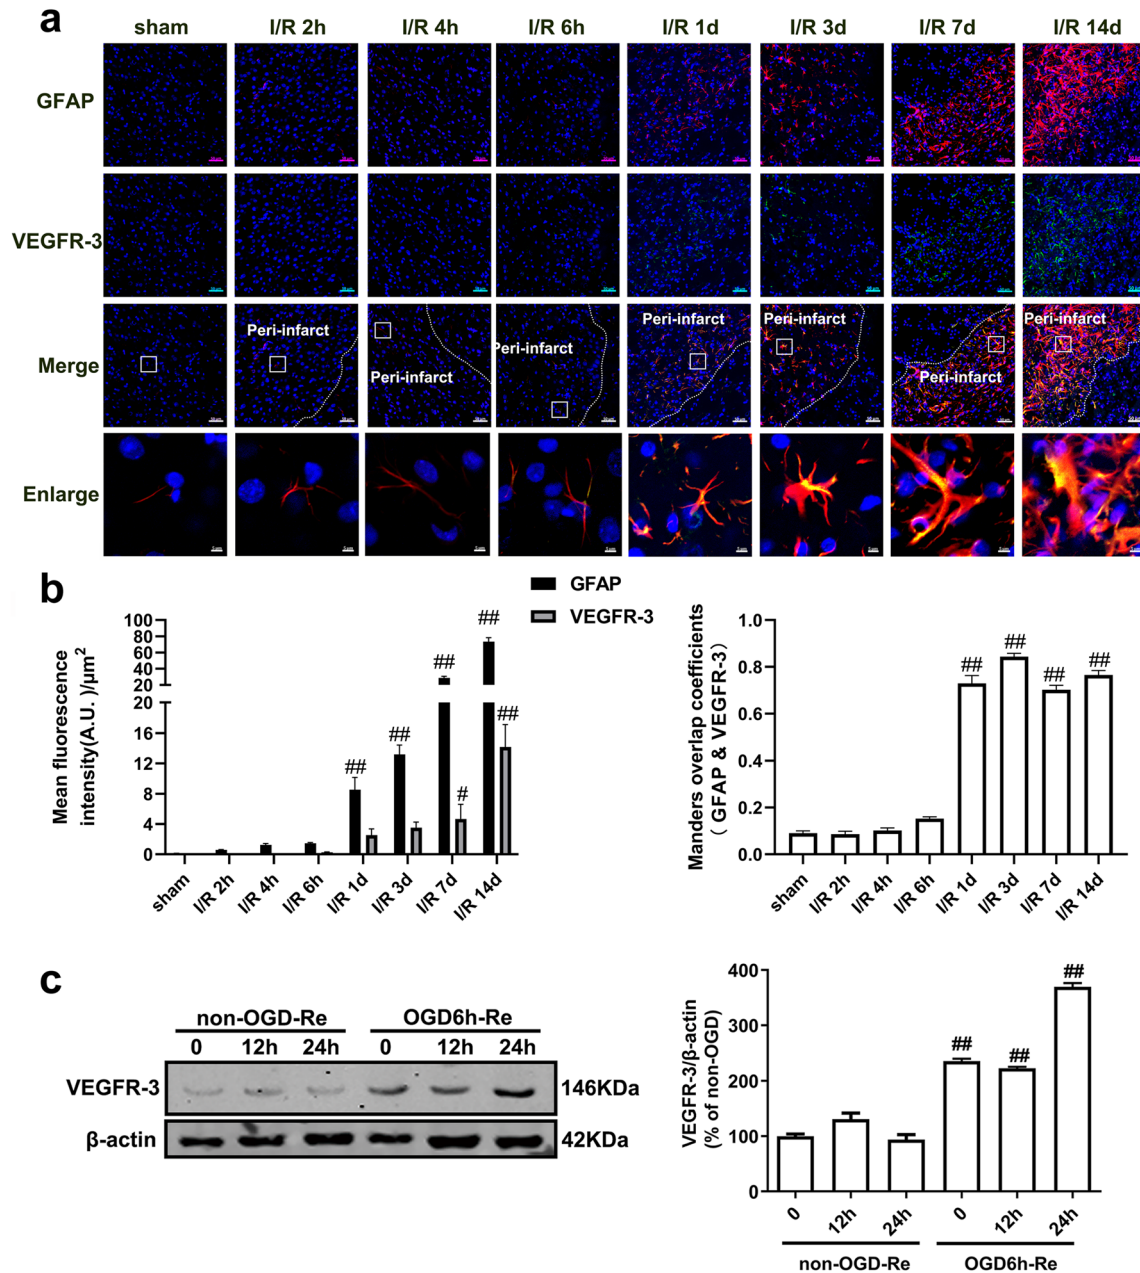 a
sham I/R 2h I/R 4h I/R 6h I/R 1d I/R 3d I/R 7d I/R 14d
GFAP
VEGFR-3
Merge
Peri-infarct Peri-infarct Peri-infarct Peri-infarct Peri-infarct Peri-infarct Peri-infarct
Enlarge
b
GFAP
VEGFR-3
Mean fluorescence
intensity(A.U. )/μm²
100
80
60
40
20
20
16
12
8
4
0
## ## ## # ## ## ##
sham I/R 2h I/R 4h I/R 6h I/R 1d I/R 3d I/R 7d I/R 14d
Manders overlap coefficients
( GFAP & VEGFR-3)
1.0
0.8
0.6
0.4
0.2
0.0
## ## ## ##
sham I/R 2h I/R 4h I/R 6h I/R 1d I/R 3d I/R 7d I/R 14d
c
non-OGD-Re OGD6h-Re
0 12h 24h 0 12h 24h
VEGFR-3 146KDa
β-actin 42KDa
VEGFR-3/β-actin
(% of non-OGD)
400
300
200
100
0
## ## ##
0 12h 24h 0 12h 24h
non-OGD-Re OGD6h-Re